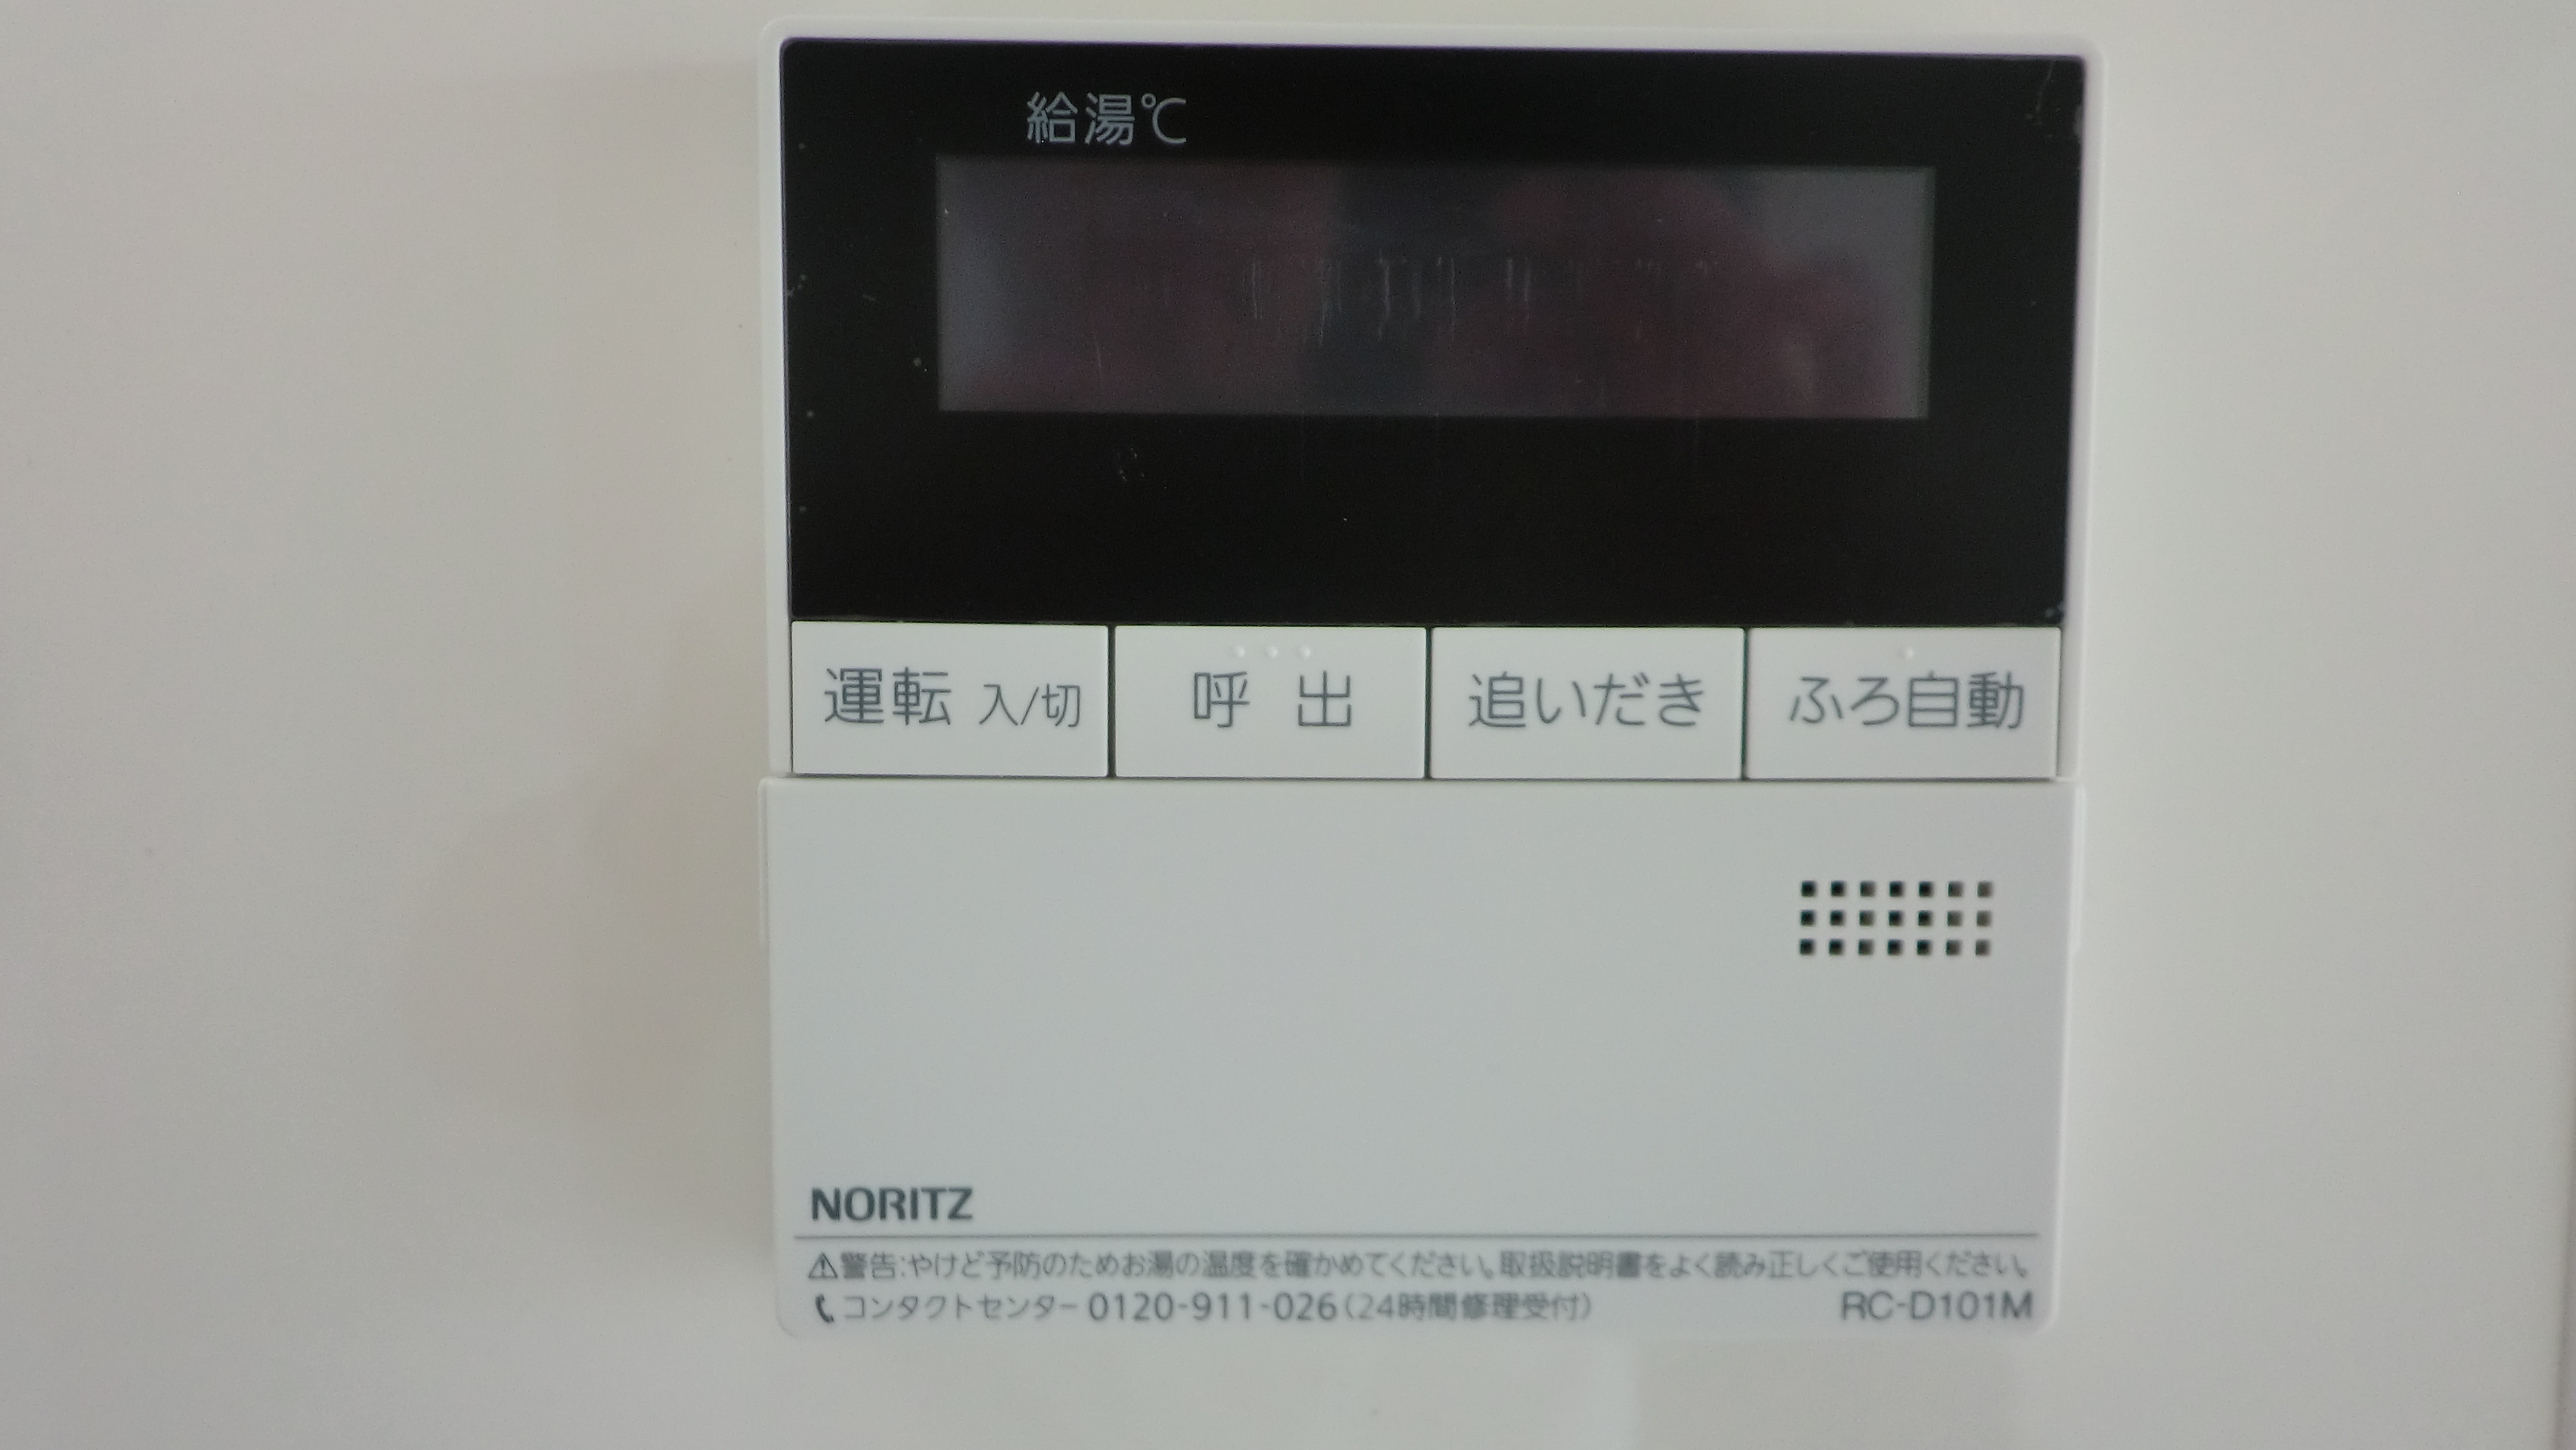 給湯℃
運転 入/切 呼出 追いだき ふろ自動
NORITZ
⚠警告:やけど予防のためお湯の温度を確かめてください。取扱説明書をよく読み正しくご使用ください。
コンタクトセンター 0120-911-026(24時間修理受付) RC-D101M